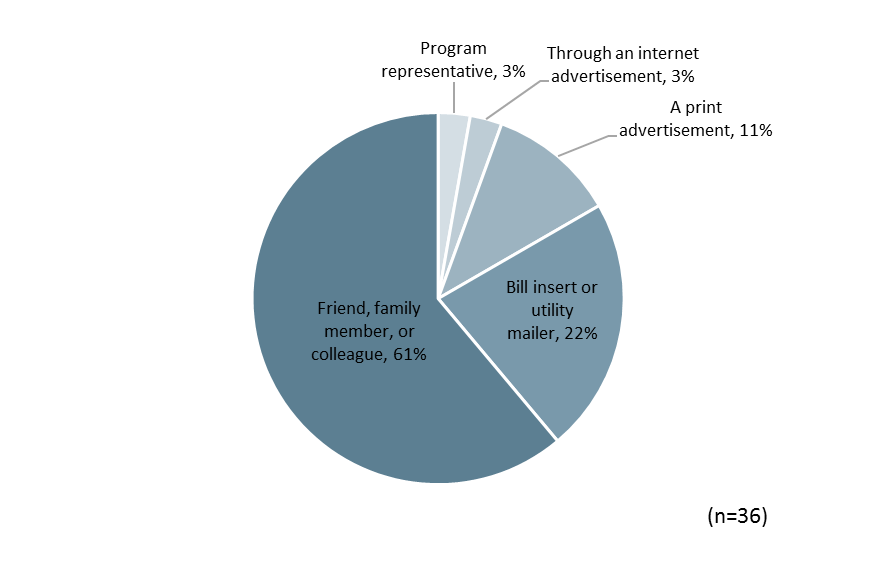 Program
representative, 3%
Through an internet
advertisement, 3%
A print
advertisement, 11%
Bill insert or
utility
mailer, 22%
Friend, family
member, or
colleague, 61%
(n=36)